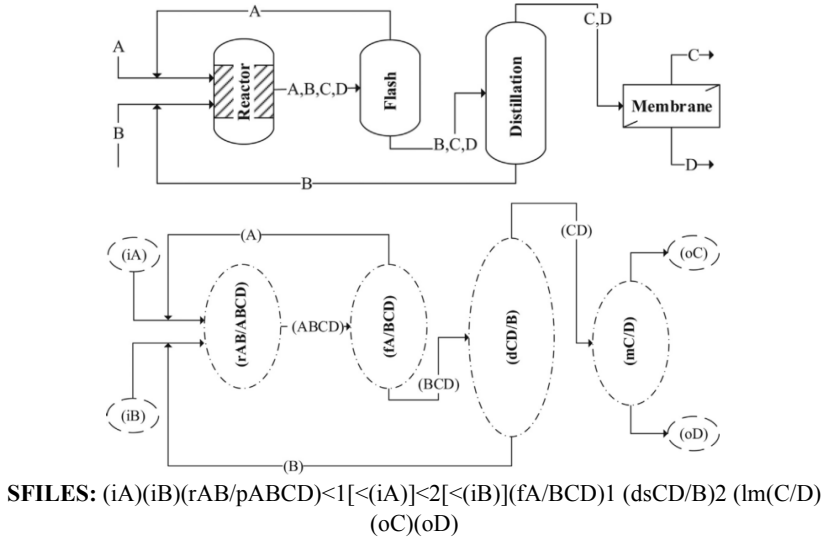 A
C,D
A
C
Reactor
A,B,C,D
Flash
Distillation
Membrane
B
B,C,D
D
B
(A)
(CD)
(iA)
(oC)
(rAB/ABCD)
(ABCD)
(fA/BCD)
(dCD/B)
(mC/D)
(BCD)
(iB)
(oD)
(B)
SFILES: (iA)(iB)(rAB/pABCD)<1[<(iA)]<2[<(iB)](fA/BCD)1 (dsCD/B)2 (lm(C/D)
(oC)(oD)